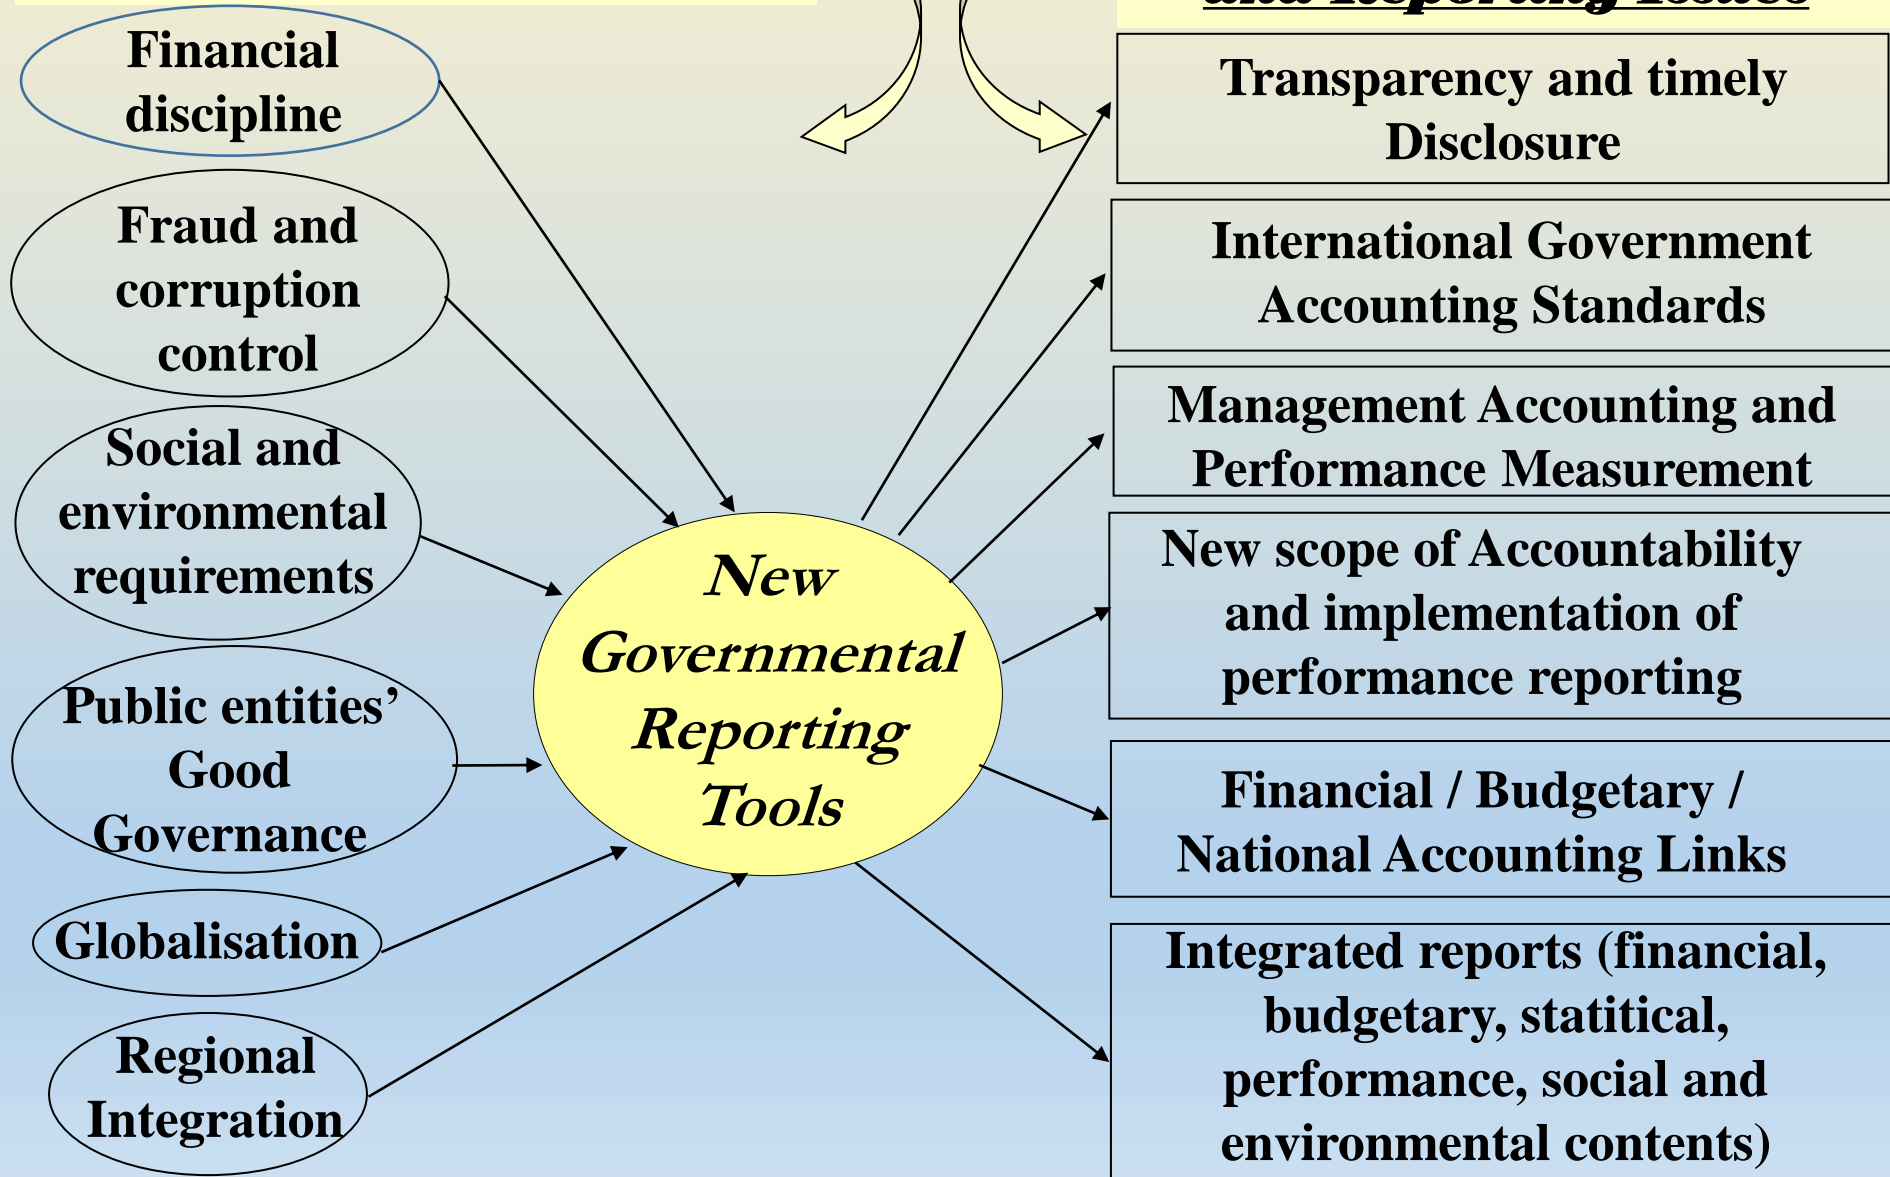 and Reporting Issues
Financial
discipline
Fraud and
corruption
control
Social and
environmental
requirements
Public entities’
Good
Governance
Globalisation
Regional
Integration
New
Governmental
Reporting
Tools
Transparency and timely
Disclosure
International Government
Accounting Standards
Management Accounting and
Performance Measurement
New scope of Accountability
and implementation of
performance reporting
Financial / Budgetary /
National Accounting Links
Integrated reports (financial,
budgetary, statitical,
performance, social and
environmental contents)